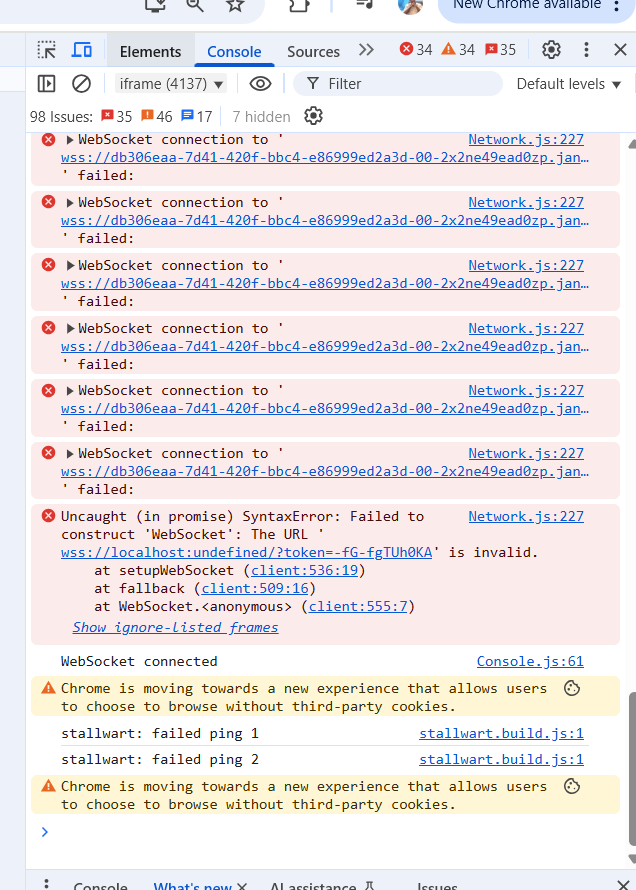 New Chrome available
Elements
Console
Sources
34
34
35
iframe (4137)
Filter
Default levels
98 Issues:
35
46
17
7 hidden
WebSocket connection to '
Network.js:227
wss://db306eaa-7d41-420f-bbc4-e86999ed2a3d-00-2x2ne49ead0zp.jan…
' failed:
WebSocket connection to '
Network.js:227
wss://db306eaa-7d41-420f-bbc4-e86999ed2a3d-00-2x2ne49ead0zp.jan…
' failed:
WebSocket connection to '
Network.js:227
wss://db306eaa-7d41-420f-bbc4-e86999ed2a3d-00-2x2ne49ead0zp.jan…
' failed:
WebSocket connection to '
Network.js:227
wss://db306eaa-7d41-420f-bbc4-e86999ed2a3d-00-2x2ne49ead0zp.jan…
' failed:
WebSocket connection to '
Network.js:227
wss://db306eaa-7d41-420f-bbc4-e86999ed2a3d-00-2x2ne49ead0zp.jan…
' failed:
WebSocket connection to '
Network.js:227
wss://db306eaa-7d41-420f-bbc4-e86999ed2a3d-00-2x2ne49ead0zp.jan…
' failed:
Uncaught (in promise) SyntaxError: Failed to
Network.js:227
construct 'WebSocket': The URL '
wss://localhost:undefined/?token=-fG-fgTUh0KA' is invalid.
at setupWebSocket (client:536:19)
at fallback (client:509:16)
at WebSocket.<anonymous> (client:555:7)
Show ignore-listed frames
WebSocket connected
Console.js:61
Chrome is moving towards a new experience that allows users
to choose to browse without third-party cookies.
stallwart: failed ping 1
stallwart.build.js:1
stallwart: failed ping 2
stallwart.build.js:1
Chrome is moving towards a new experience that allows users
to choose to browse without third-party cookies.
Console
What's new
AI assistance
Issues